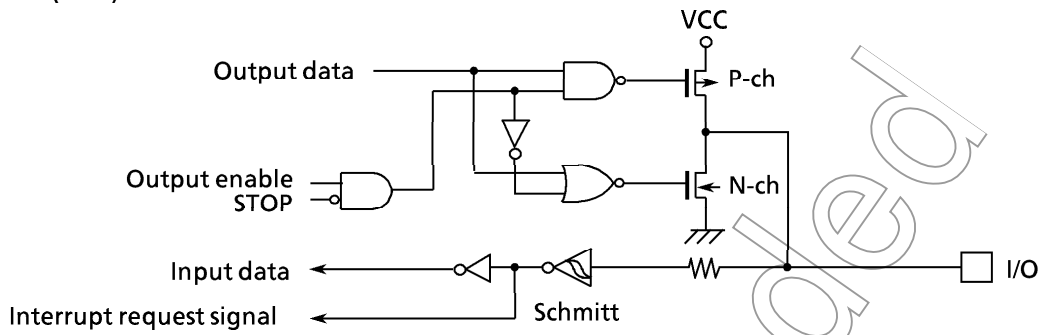 VCC
Output data
P-ch
Output enable
STOP
N-ch
Input data
I/O
Schmitt
Interrupt request signal